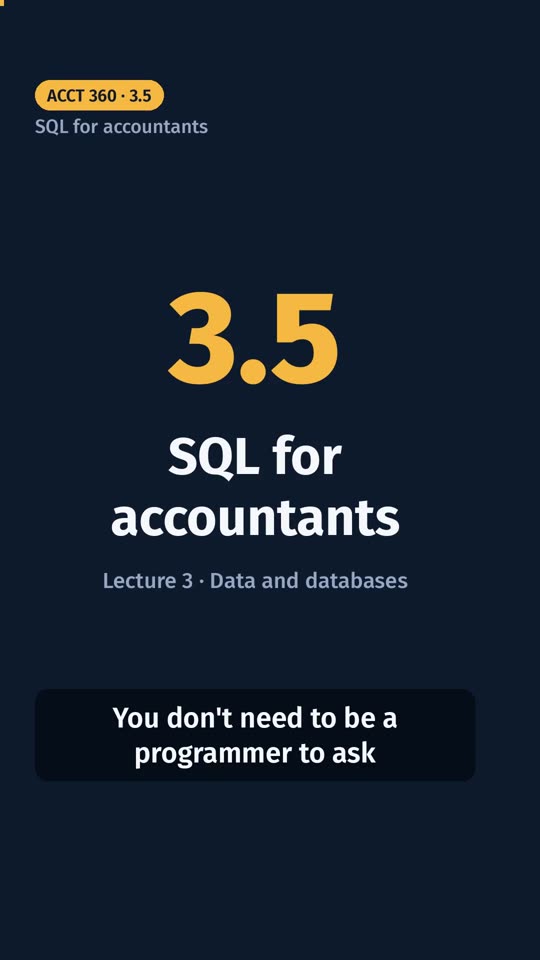 ACCT 360 · 3.5
SQL for accountants
3.5
SQL for
accountants
Lecture 3 · Data and databases
You don't need to be a
programmer to ask